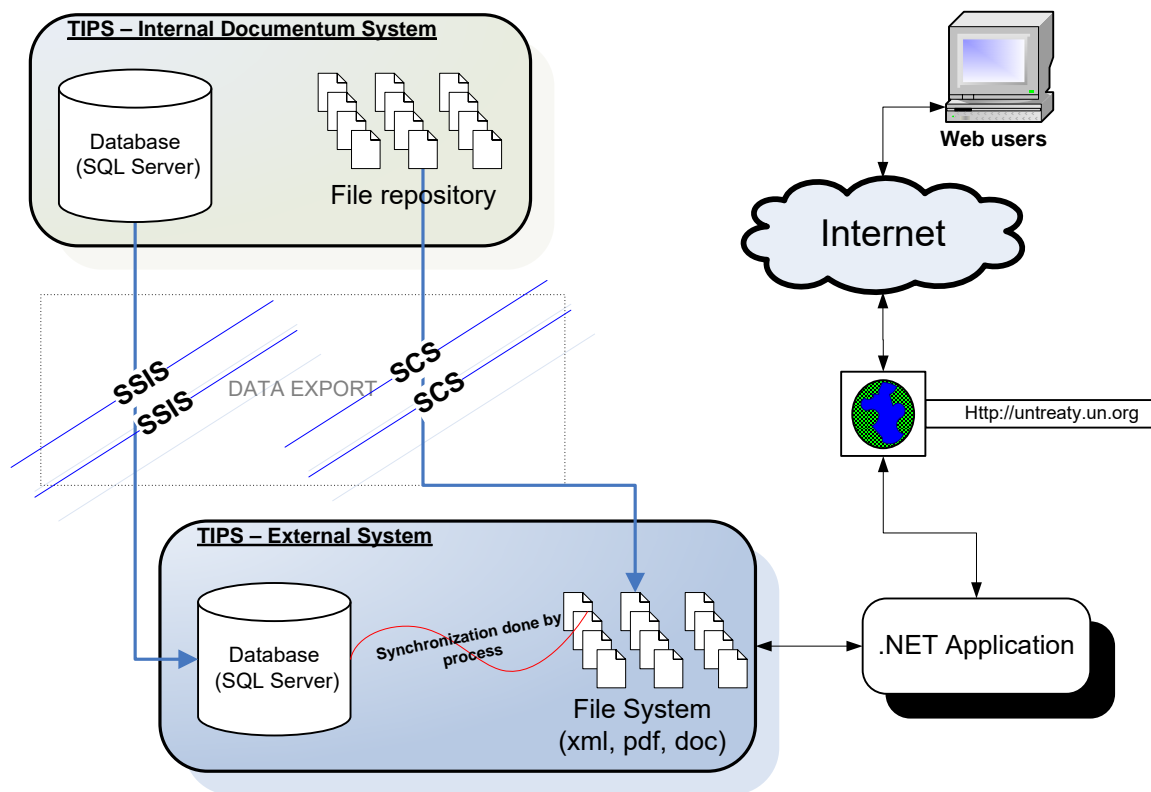 TIPS – Internal Documentum System
Database
(SQL Server)
File repository
Web users
Internet
SSIS
SSIS
DATA EXPORT
SCS
SCS
Http://untreaty.un.org
TIPS – External System
Database
(SQL Server)
Synchronization done by
process
File System
(xml, pdf, doc)
.NET Application